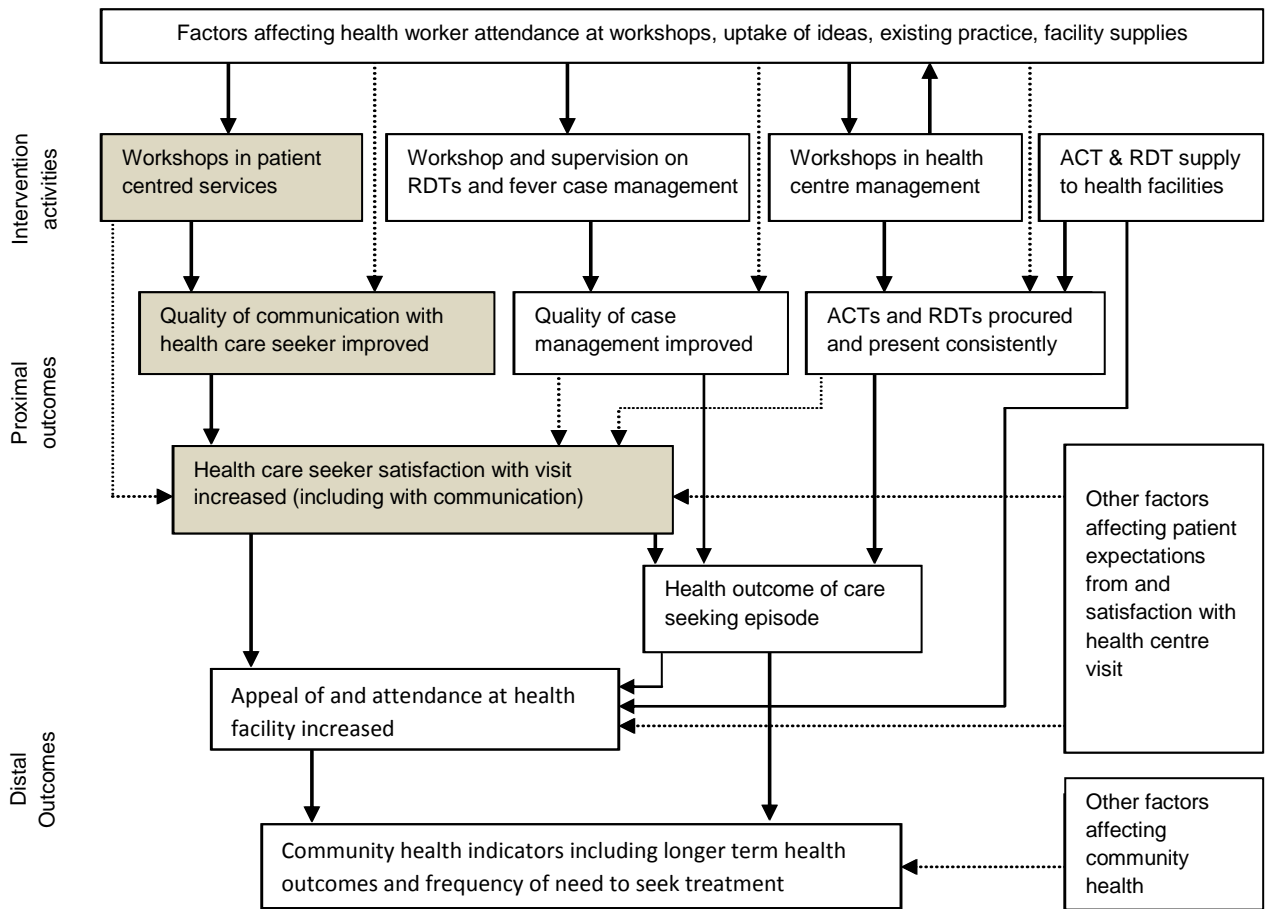 Factors affecting health worker attendance at workshops, uptake of ideas, existing practice, facility supplies
Intervention
activities
Workshops in patient
centred services
Workshop and supervision on
RDTs and fever case management
Workshops in health
centre management
ACT & RDT supply
to health facilities
Proximal
outcomes
Quality of communication with
health care seeker improved
Quality of case
management improved
ACTs and RDTs procured
and present consistently
Health care seeker satisfaction with visit
increased (including with communication)
Other factors
affecting patient
expectations
from and
satisfaction with
health centre
visit
Health outcome of care
seeking episode
Distal
Outcomes
Appeal of and attendance at health
facility increased
Community health indicators including longer term health
outcomes and frequency of need to seek treatment
Other factors
affecting
community
health